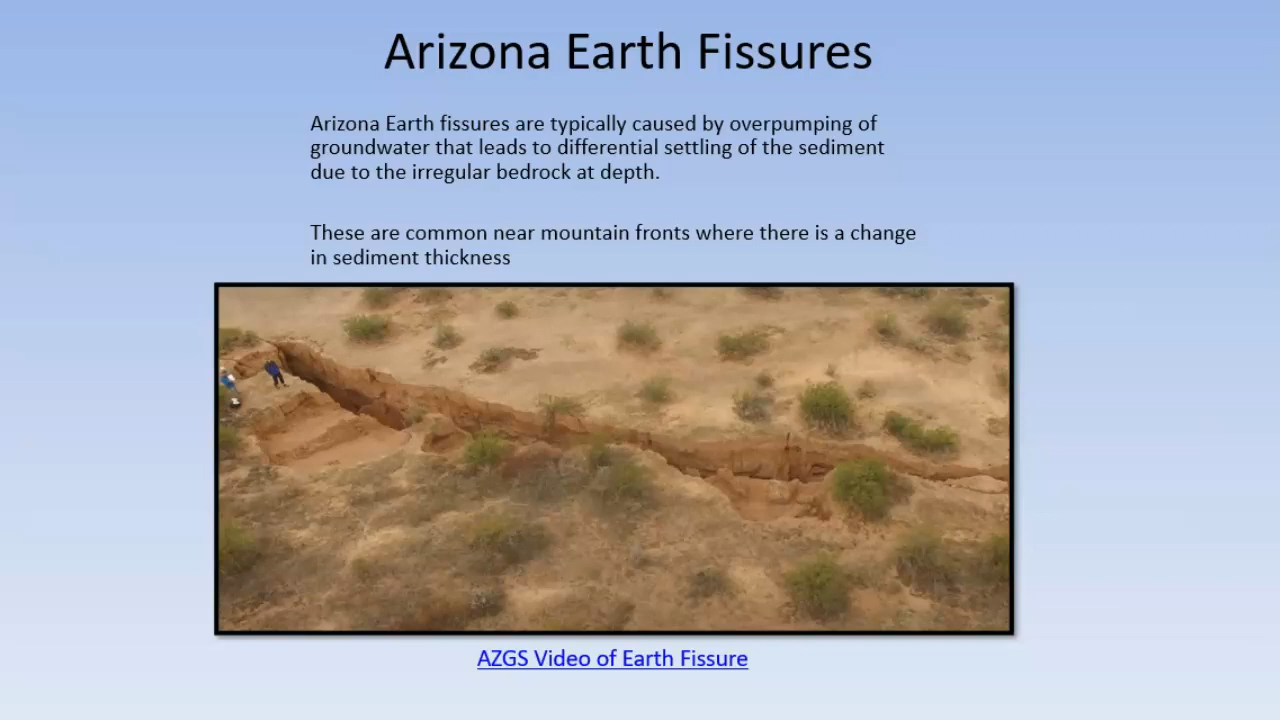 Arizona Earth Fissures
Arizona Earth fissures are typically caused by overpumping of
groundwater that leads to differential settling of the sediment
due to the irregular bedrock at depth.
These are common near mountain fronts where there is a change
in sediment thickness
AZGS Video of Earth Fissure